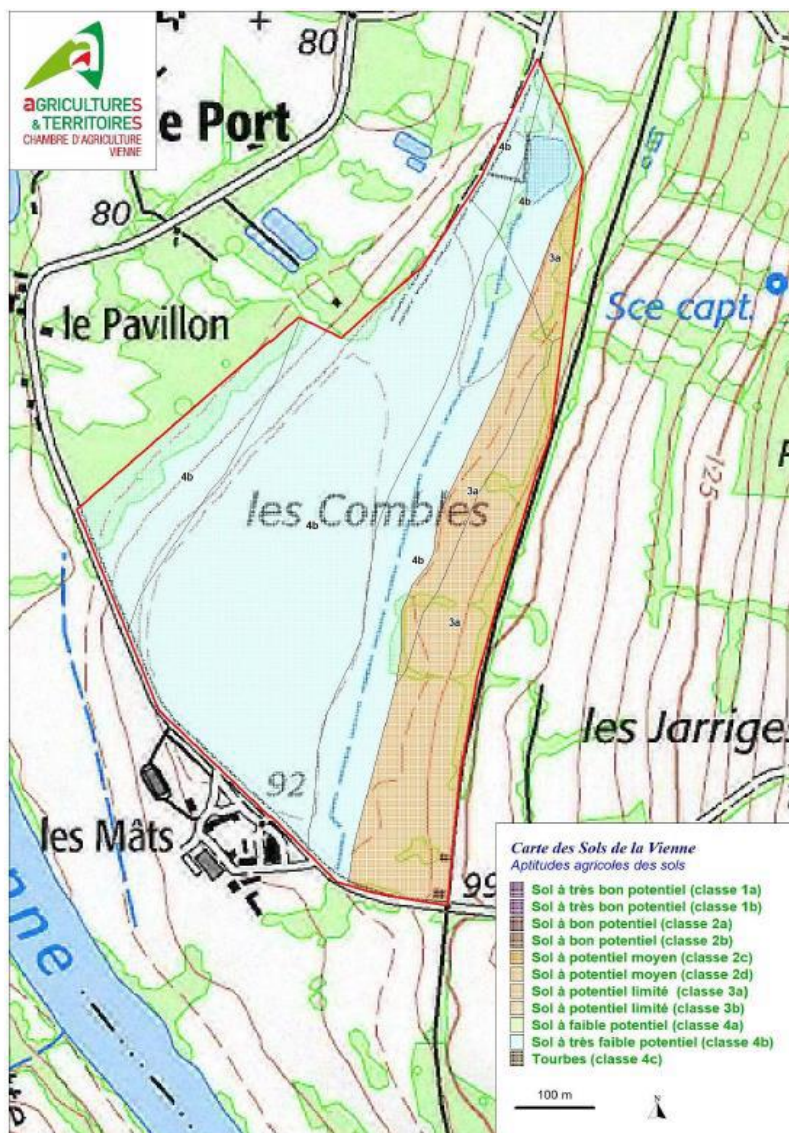 aGRICULTURES
& TERRITOIRES
CHAMBRE D'AGRICULTURE
VIENNE
80
e Port
4b
80
4b
3a
le Pavillon
Sce capt.
125
4b
les Combles
3a
4b
4b
3a
les Jarriges
92
les Mâts
99
nne
Carte des Sols de la Vienne
Aptitudes agricoles des sols
Sol à très bon potentiel (classe 1a)
Sol à très bon potentiel (classe 1b)
Sol à bon potentiel (classe 2a)
Sol à bon potentiel (classe 2b)
Sol à potentiel moyen (classe 2c)
Sol à potentiel moyen (classe 2d)
Sol à potentiel limité (classe 3a)
Sol à potentiel limité (classe 3b)
Sol à faible potentiel (classe 4a)
Sol à très faible potentiel (classe 4b)
Tourbes (classe 4c)
100 m
N